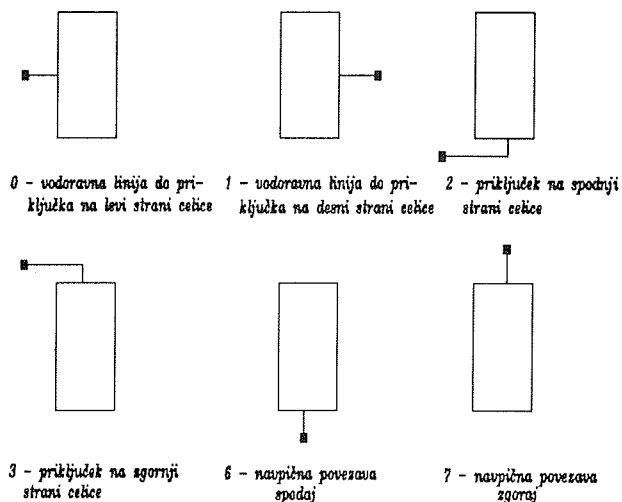 0 – vodoravna linija do pri-
ključka na levi strani celice
1 – vodoravna linija do pri-
ključka na desni strani celice
2 – priključek na spodnji
strani celice
3 – priključek na zgornji
strani celice
6 – navpična povezava
spodaj
7 – navpična povezava
zgoraj